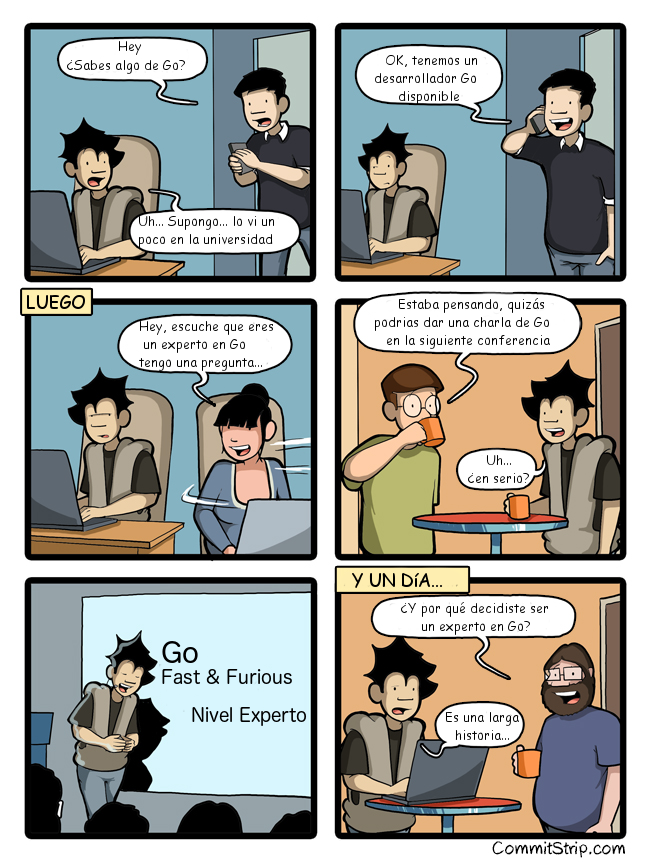 Hey
¿Sabes algo de Go?
Uh... Supongo... lo vi un
poco en la universidad
OK, tenemos un
desarrollador Go
disponible
LUEGO
Hey, escuche que eres
un experto en Go
tengo una pregunta...
Estaba pensando, quizás
podrias dar una charla de Go
en la siguiente conferencia
Uh...
¿en serio?
Go
Fast & Furious
Nivel Experto
Y UN DÍA...
¿Y por qué decidiste ser
un experto en Go?
Es una larga
historia...
CommitStrip.com